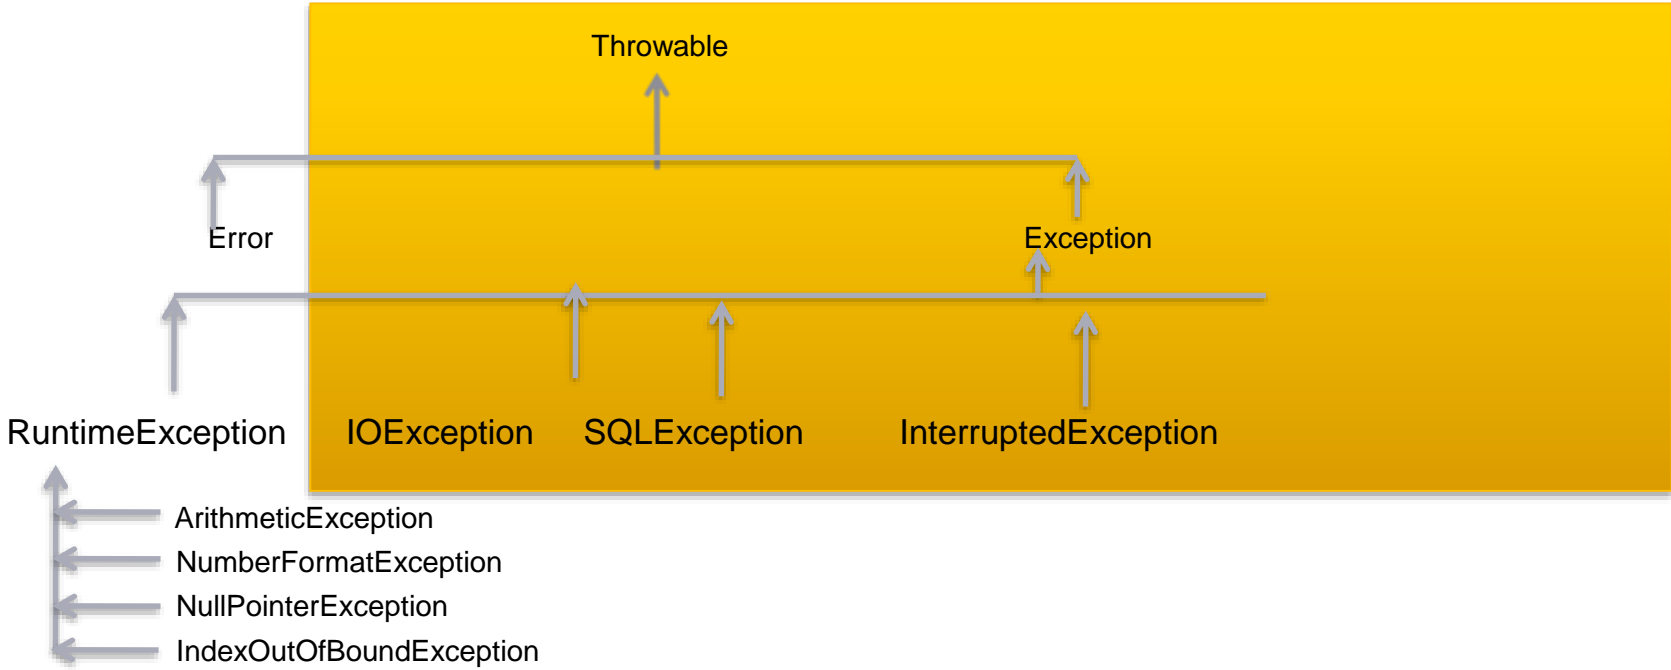 Throwable
Error
Exception
RuntimeException
IOException
SQLException
InterruptedException
ArithmeticException
NumberFormatException
NullPointerException
IndexOutOfBoundException